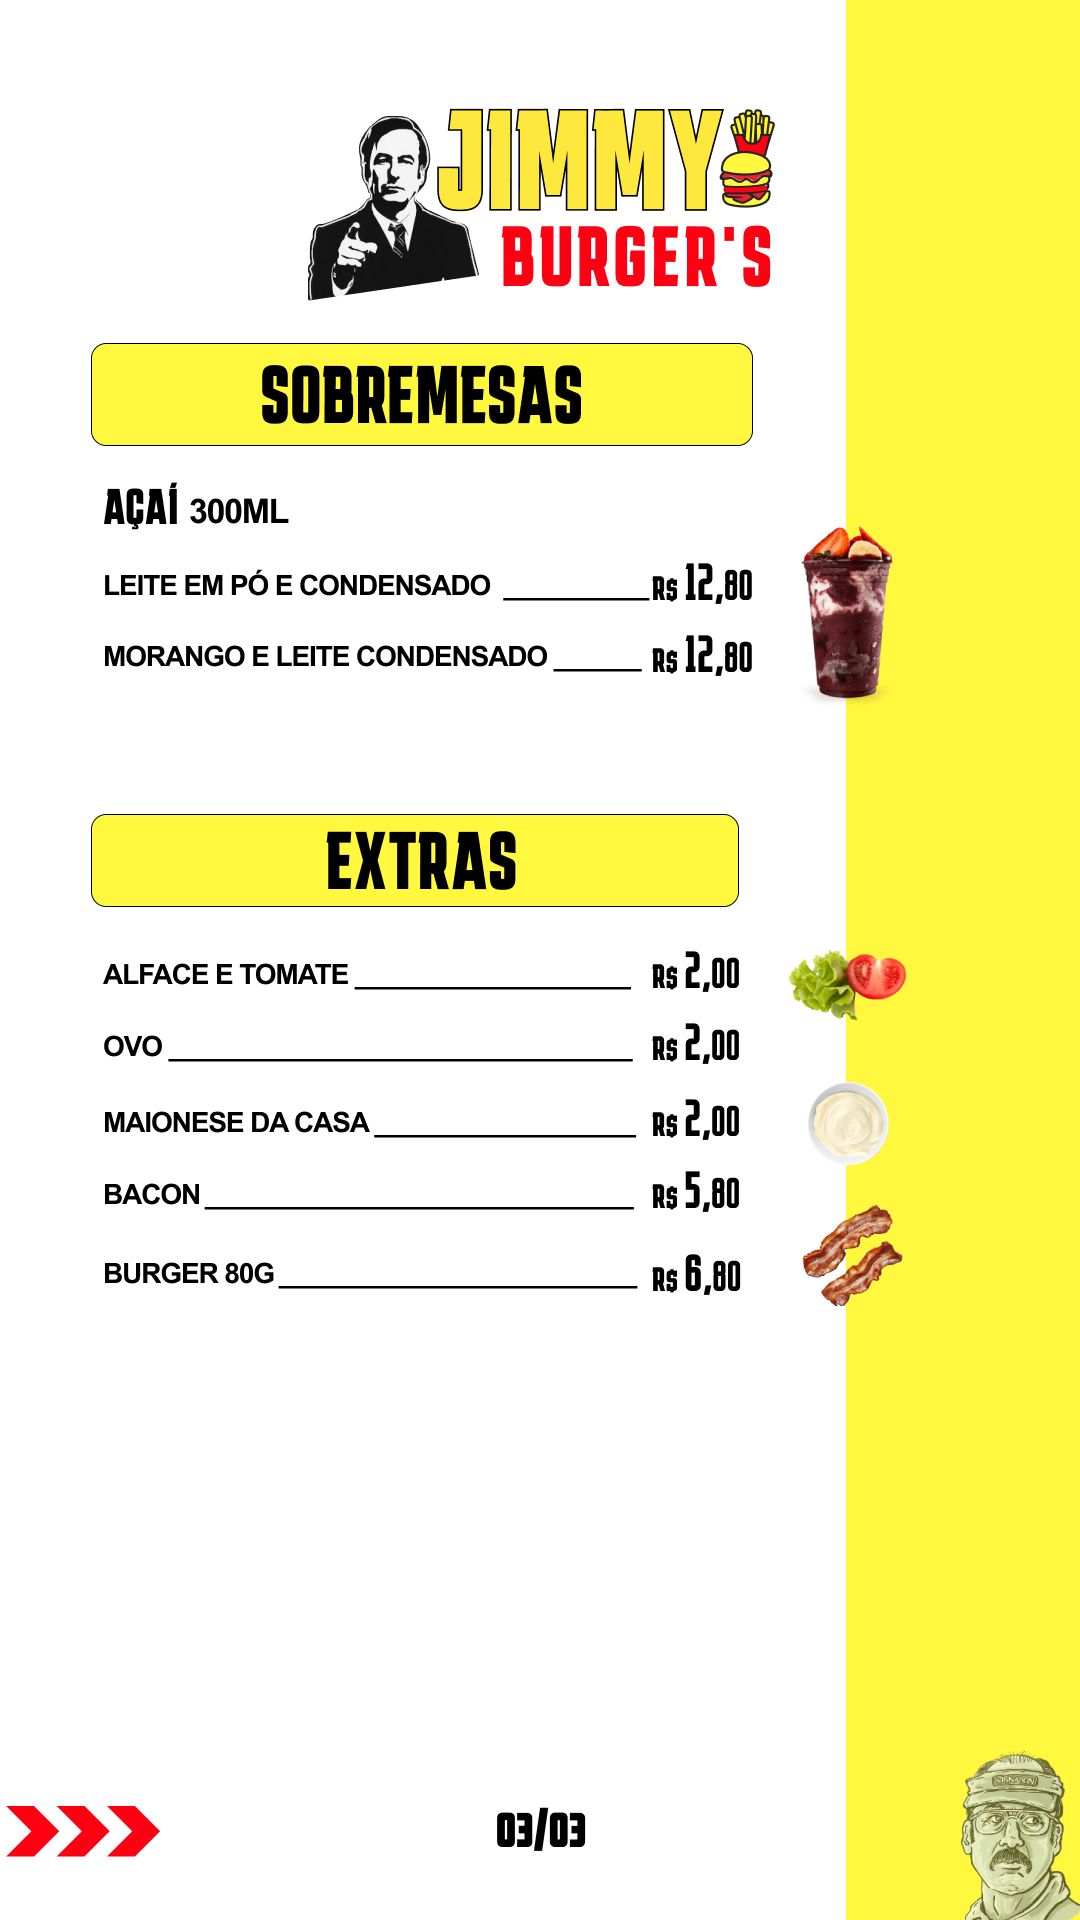 JIMMY
BURGER'S
SOBREMESAS
AÇAÍ 300ML
LEITE EM PÓ E CONDENSADO R$ 12,80
MORANGO E LEITE CONDENSADO R$ 12,80
EXTRAS
ALFACE E TOMATE R$ 2,00
OVO R$ 2,00
MAIONESE DA CASA R$ 2,00
BACON R$ 5,80
BURGER 80G R$ 6,80
03/03